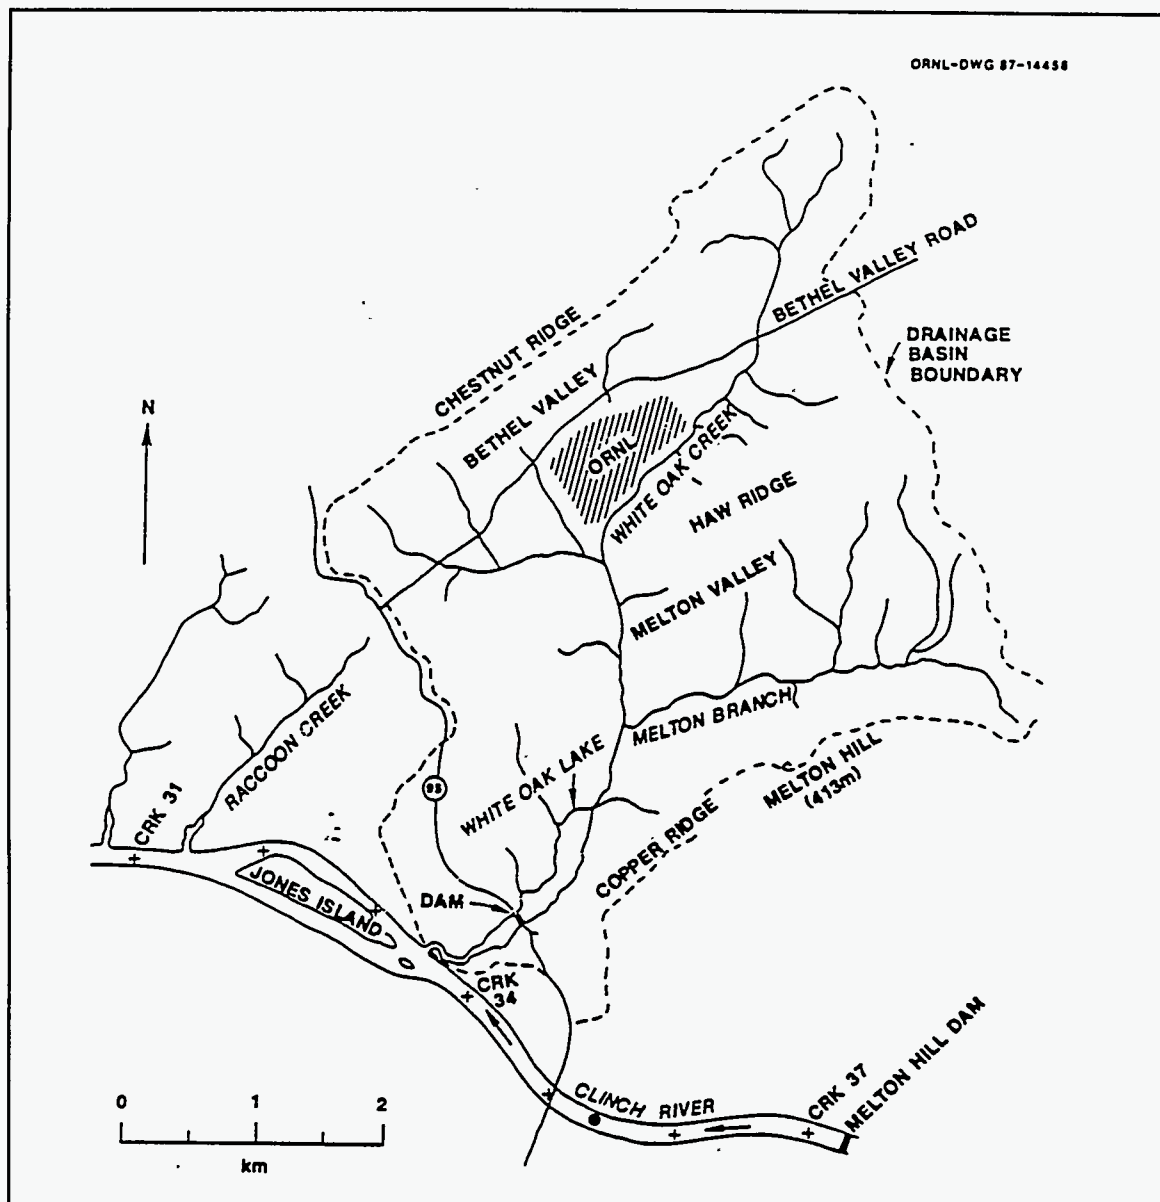 ORNL-DWG 87-14458
BETHEL VALLEY ROAD
CHESTNUT RIDGE
DRAINAGE
BASIN
BOUNDARY
N
BETHEL VALLEY
ORNL
WHITE OAK CREEK
HAW RIDGE
MELTON VALLEY
RACCOON CREEK
MELTON BRANCH
WHITE OAK LAKE
MELTON HILL
(413m)
95
CRK 31
COPPER RIDGE
JONES ISLAND
DAM
CRK
34
MELTON HILL DAM
CRK 37
CLINCH RIVER
0 1 2
km